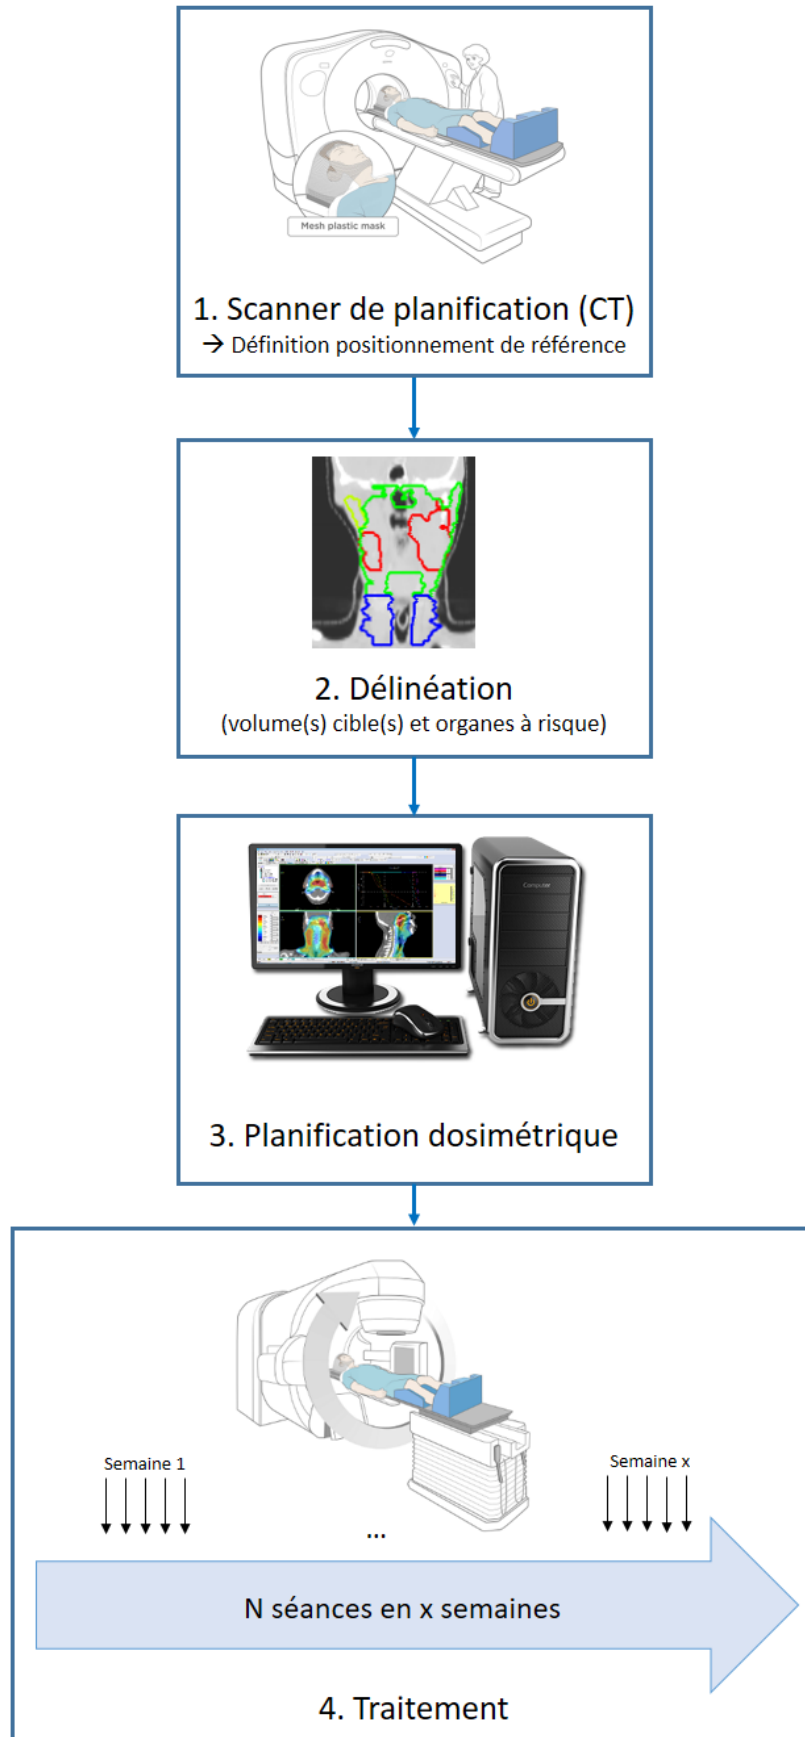 Mesh plastic mask
1. Scanner de planification (CT)
→ Définition positionnement de référence
2. Délinéation
(volume(s) cible(s) et organes à risque)
Computer
3. Planification dosimétrique
Semaine 1
Semaine x
...
N séances en x semaines
4. Traitement